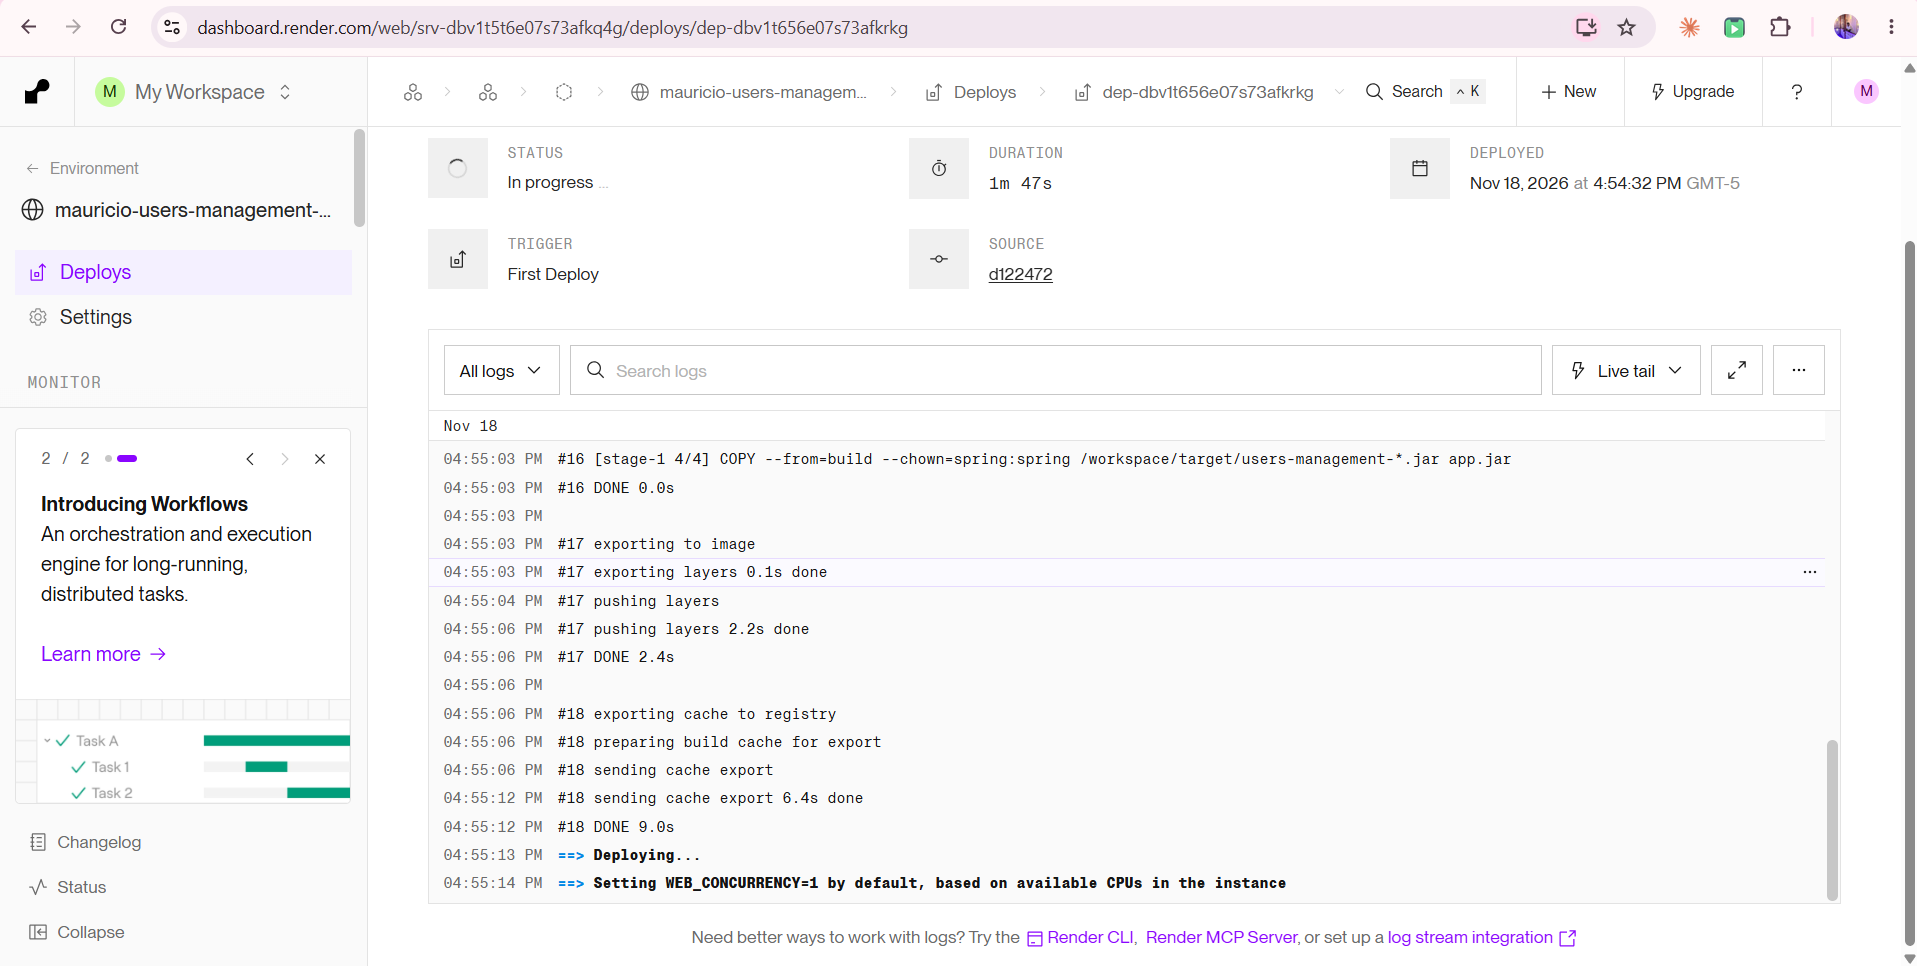 dashboard.render.com/web/srv-dbv1t5t6e07s73afkq4g/deploys/dep-dbv1t656e07s73afkrkg
M My Workspace
mauricio-users-managem...
Deploys
dep-dbv1t656e07s73afkrkg
Search ^ K
+ New
Upgrade
?
M
← Environment
mauricio-users-management-...
Deploys
Settings
MONITOR
2 / 2
Introducing Workflows
An orchestration and execution
engine for long-running,
distributed tasks.
Learn more →
Task A
Task 1
Task 2
Changelog
Status
Collapse
STATUS
In progress ...
DURATION
1m 47s
DEPLOYED
Nov 18, 2026 at 4:54:32 PM GMT-5
TRIGGER
First Deploy
SOURCE
d122472
All logs
Search logs
Live tail
...
Nov 18
04:55:03 PM #16 [stage-1 4/4] COPY --from=build --chown=spring:spring /workspace/target/users-management-*.jar app.jar
04:55:03 PM #16 DONE 0.0s
04:55:03 PM
04:55:03 PM #17 exporting to image
04:55:03 PM #17 exporting layers 0.1s done
...
04:55:04 PM #17 pushing layers
04:55:06 PM #17 pushing layers 2.2s done
04:55:06 PM #17 DONE 2.4s
04:55:06 PM
04:55:06 PM #18 exporting cache to registry
04:55:06 PM #18 preparing build cache for export
04:55:06 PM #18 sending cache export
04:55:12 PM #18 sending cache export 6.4s done
04:55:12 PM #18 DONE 9.0s
04:55:13 PM ==> Deploying...
04:55:14 PM ==> Setting WEB_CONCURRENCY=1 by default, based on available CPUs in the instance
Need better ways to work with logs? Try the Render CLI, Render MCP Server, or set up a log stream integration